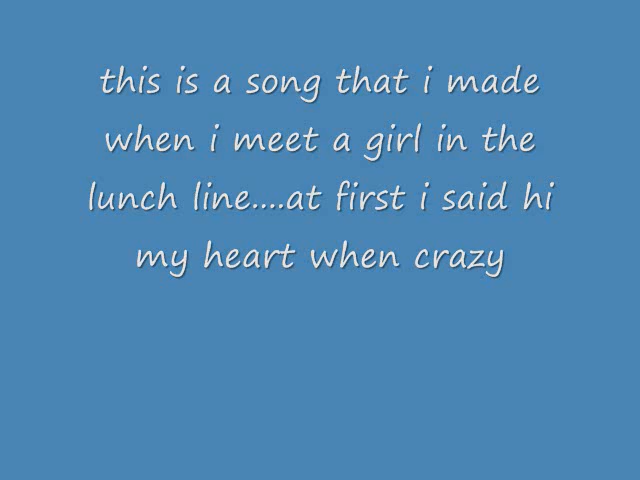 this is a song that i made
when i meet a girl in the
lunch line....at first i said hi
my heart when crazy